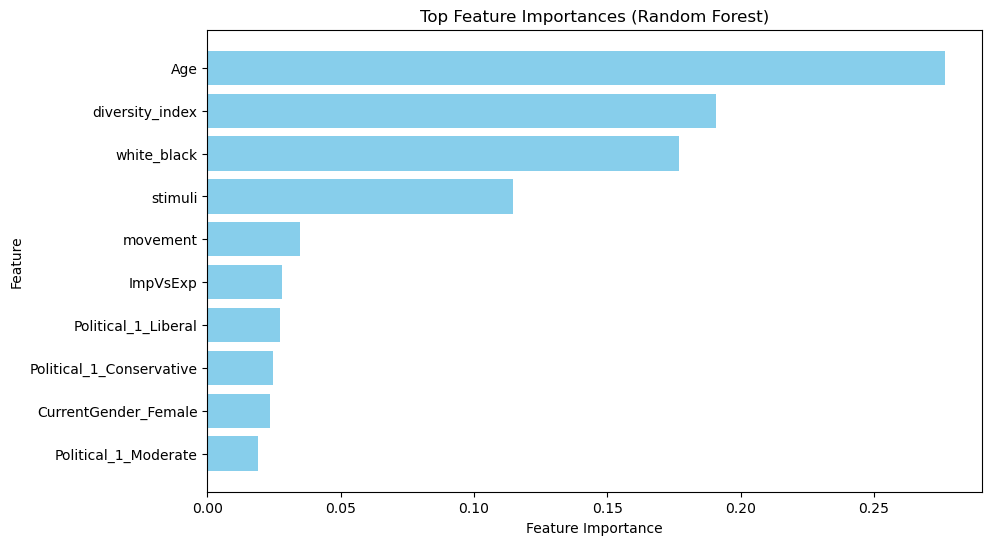 Top Feature Importances (Random Forest)
Feature
Age
diversity_index
white_black
stimuli
movement
ImpVsExp
Political_1_Liberal
Political_1_Conservative
CurrentGender_Female
Political_1_Moderate
0.00 0.05 0.10 0.15 0.20 0.25
Feature Importance